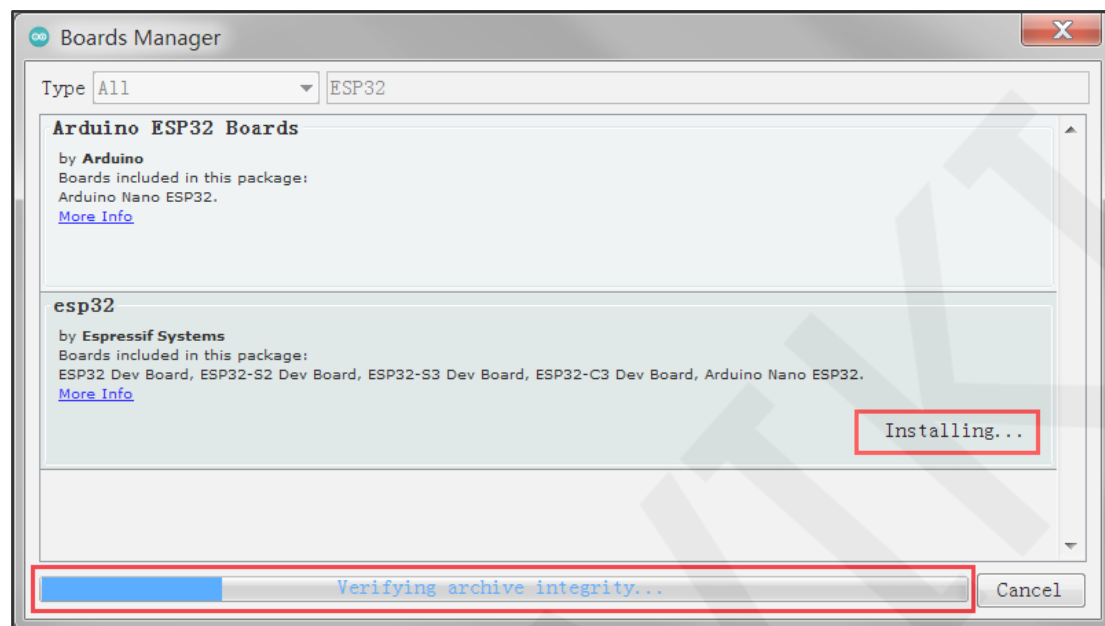 Boards Manager
X
Type All ESP32
Arduino ESP32 Boards
by Arduino
Boards included in this package:
Arduino Nano ESP32.
More Info
esp32
by Espressif Systems
Boards included in this package:
ESP32 Dev Board, ESP32-S2 Dev Board, ESP32-S3 Dev Board, ESP32-C3 Dev Board, Arduino Nano ESP32.
More Info
Installing...
Verifying archive integrity...
Cancel